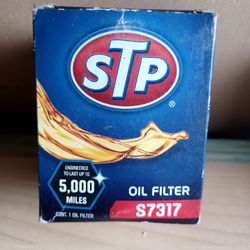 STP
®
ENGINEERED
TO LAST UP TO
5,000
MILES
OIL FILTER
CONT. 1 OIL FILTER
S7317